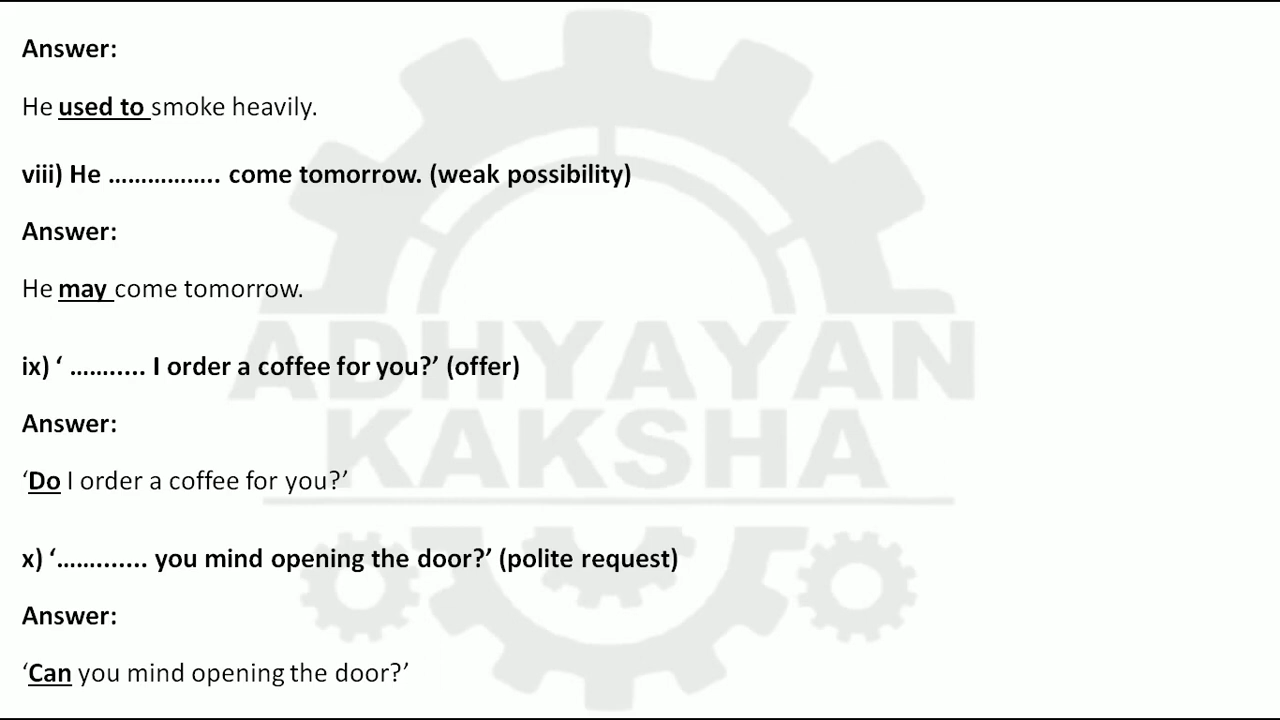 Answer:
He used to smoke heavily.
viii) He ................. come tomorrow. (weak possibility)
Answer:
He may come tomorrow.
ix) ‘ ........... I order a coffee for you?’ (offer)
Answer:
‘Do I order a coffee for you?’
x) ‘............. you mind opening the door?’ (polite request)
Answer:
‘Can you mind opening the door?’
ADHYAYAN
KAKSHA